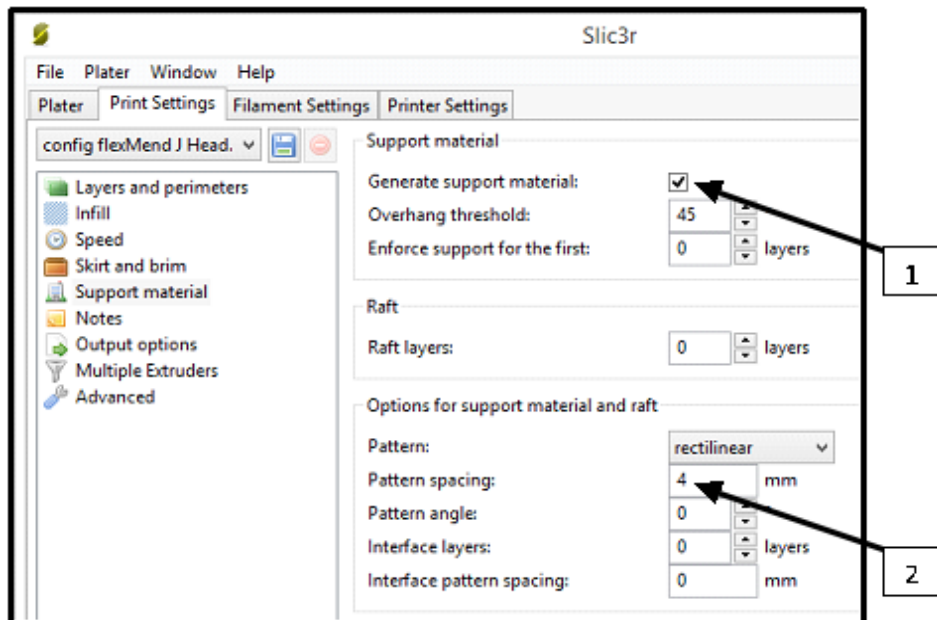 Slic3r
File Plater Window Help
Plater Print Settings Filament Settings Printer Settings
config flexMend J Head.
Layers and perimeters
Infill
Speed
Skirt and brim
Support material
Notes
Output options
Multiple Extruders
Advanced
Support material
Generate support material:
Overhang threshold: 45
Enforce support for the first: 0 layers
Raft
Raft layers: 0 layers
Options for support material and raft
Pattern: rectilinear
Pattern spacing: 4 mm
Pattern angle: 0
Interface layers: 0 layers
Interface pattern spacing: 0 mm
1
2